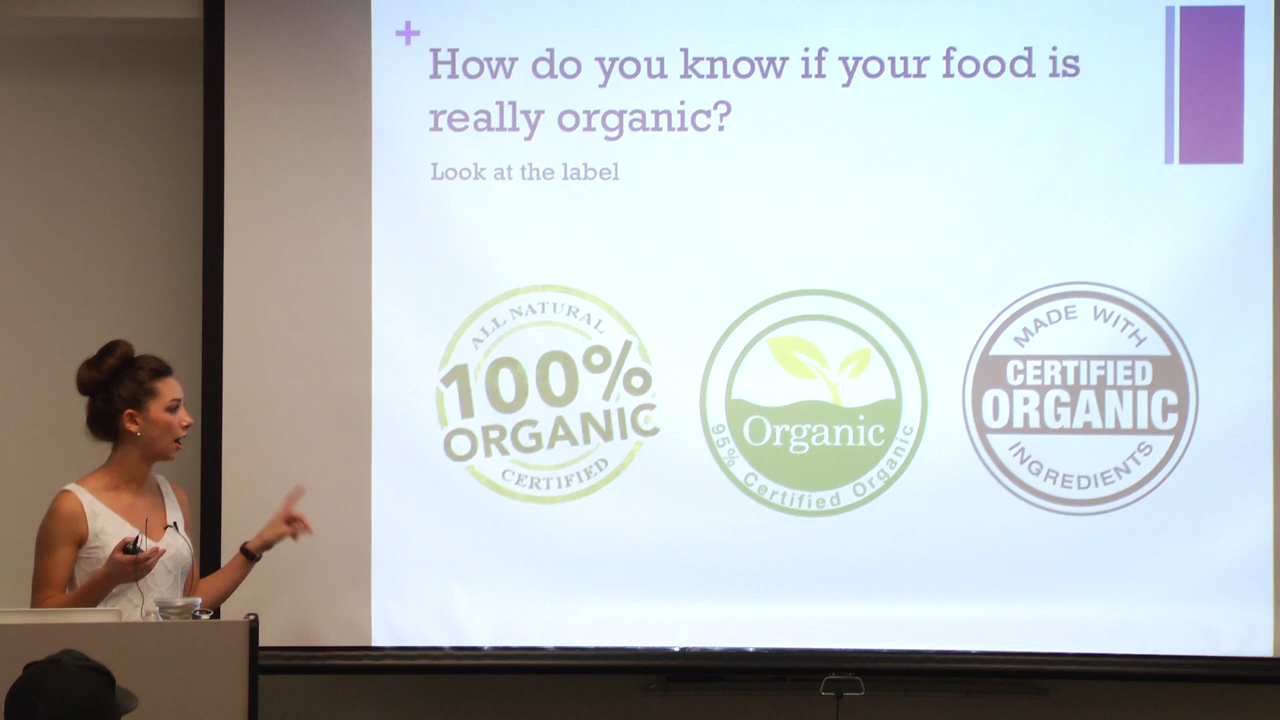 +
How do you know if your food is
really organic?
Look at the label
ALL NATURAL
100%
ORGANIC
CERTIFIED
Organic
95% Certified Organic
MADE WITH
CERTIFIED
ORGANIC
INGREDIENTS